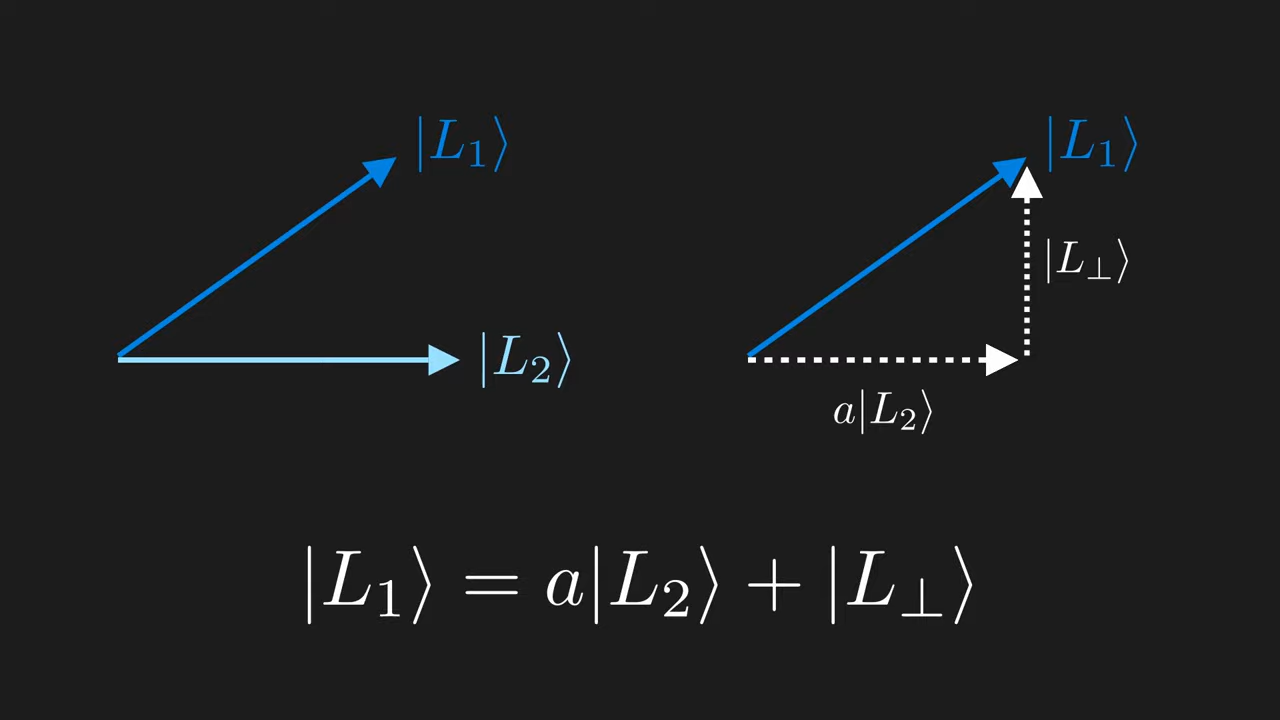 |L₁⟩
|L₁⟩
|L⊥⟩
|L₂⟩
a|L₂⟩
|L₁⟩ = a|L₂⟩ + |L⊥⟩